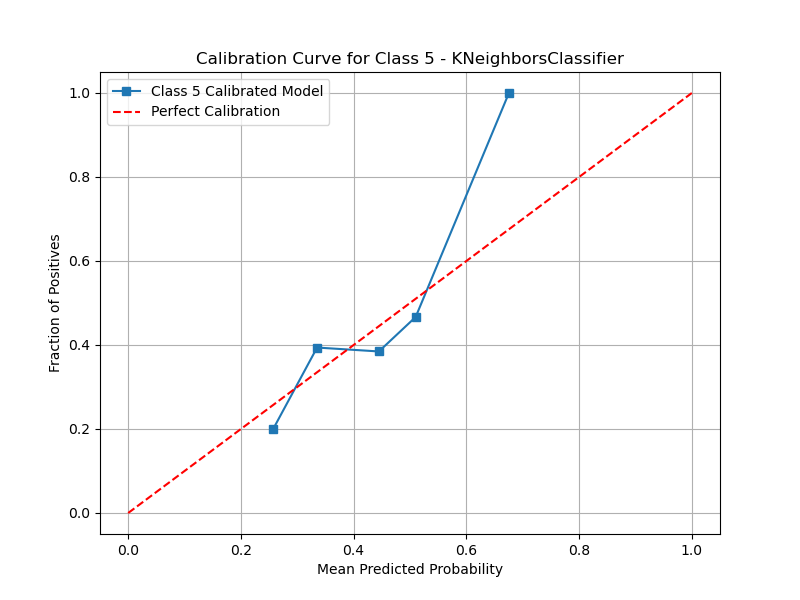 Calibration Curve for Class 5 - KNeighborsClassifier
Class 5 Calibrated Model
Perfect Calibration
1.0
0.8
0.6
0.4
0.2
0.0
Fraction of Positives
0.0 0.2 0.4 0.6 0.8 1.0
Mean Predicted Probability